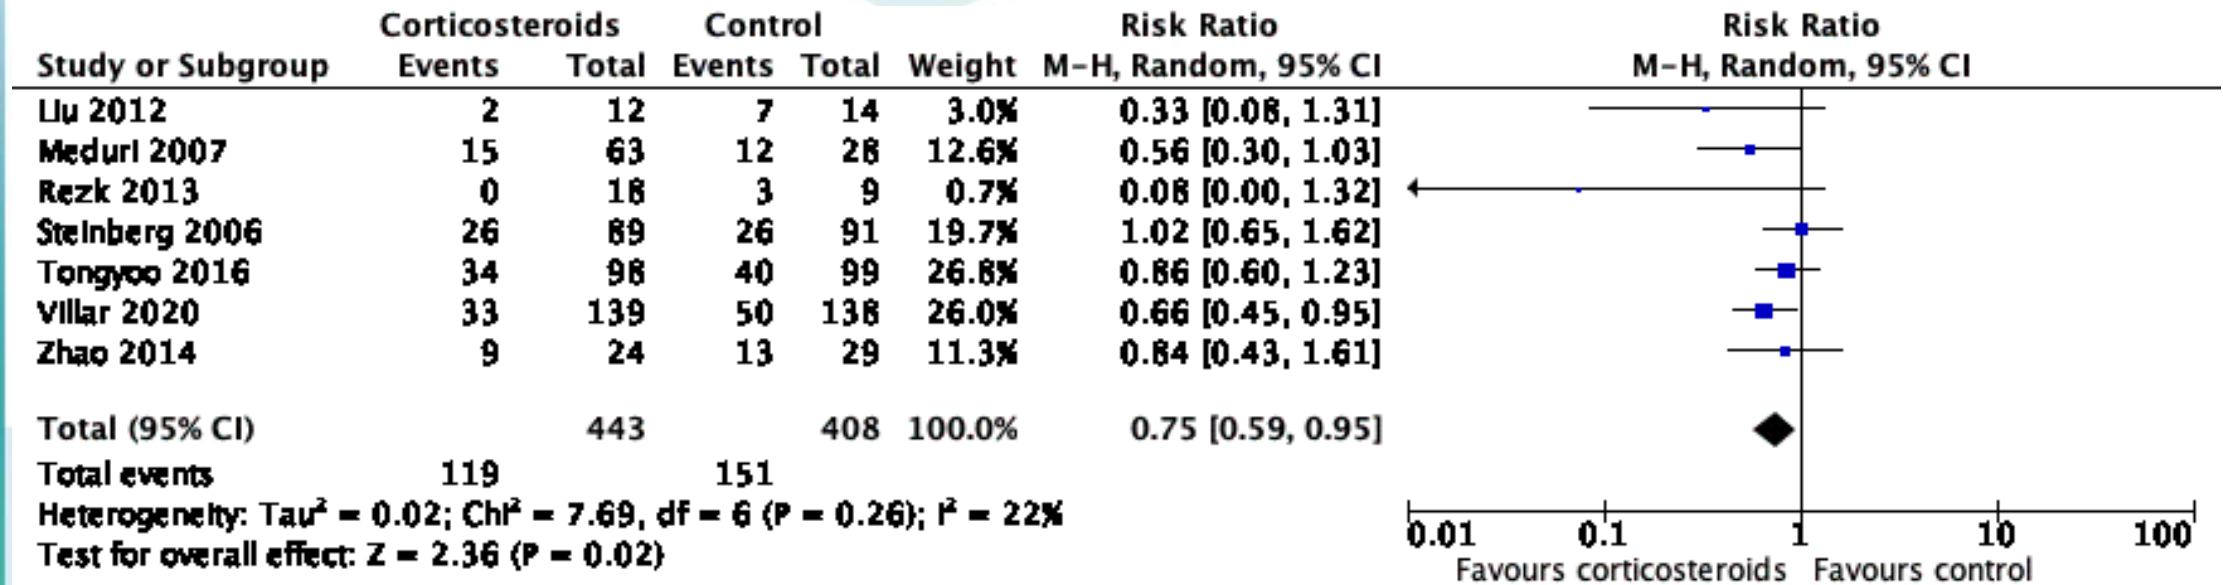 Corticosteroids Control Risk Ratio Risk Ratio
Study or Subgroup Events Total Events Total Weight M-H, Random, 95% CI M-H, Random, 95% CI
Liu 2012 2 12 7 14 3.0% 0.33 [0.08, 1.31]
Meduri 2007 15 63 12 28 12.6% 0.56 [0.30, 1.03]
Rezk 2013 0 18 3 9 0.7% 0.08 [0.00, 1.32]
Steinberg 2006 26 89 26 91 19.7% 1.02 [0.65, 1.62]
Tongyoo 2016 34 98 40 99 26.8% 0.86 [0.60, 1.23]
Villar 2020 33 139 50 138 26.0% 0.66 [0.45, 0.95]
Zhao 2014 9 24 13 29 11.3% 0.84 [0.43, 1.61]
Total (95% CI) 443 408 100.0% 0.75 [0.59, 0.95]
Total events 119 151
Heterogeneity: Tau² = 0.02; Chi² = 7.69, df = 6 (P = 0.26); I² = 22%
Test for overall effect: Z = 2.36 (P = 0.02)
0.01 0.1 1 10 100
Favours corticosteroids Favours control